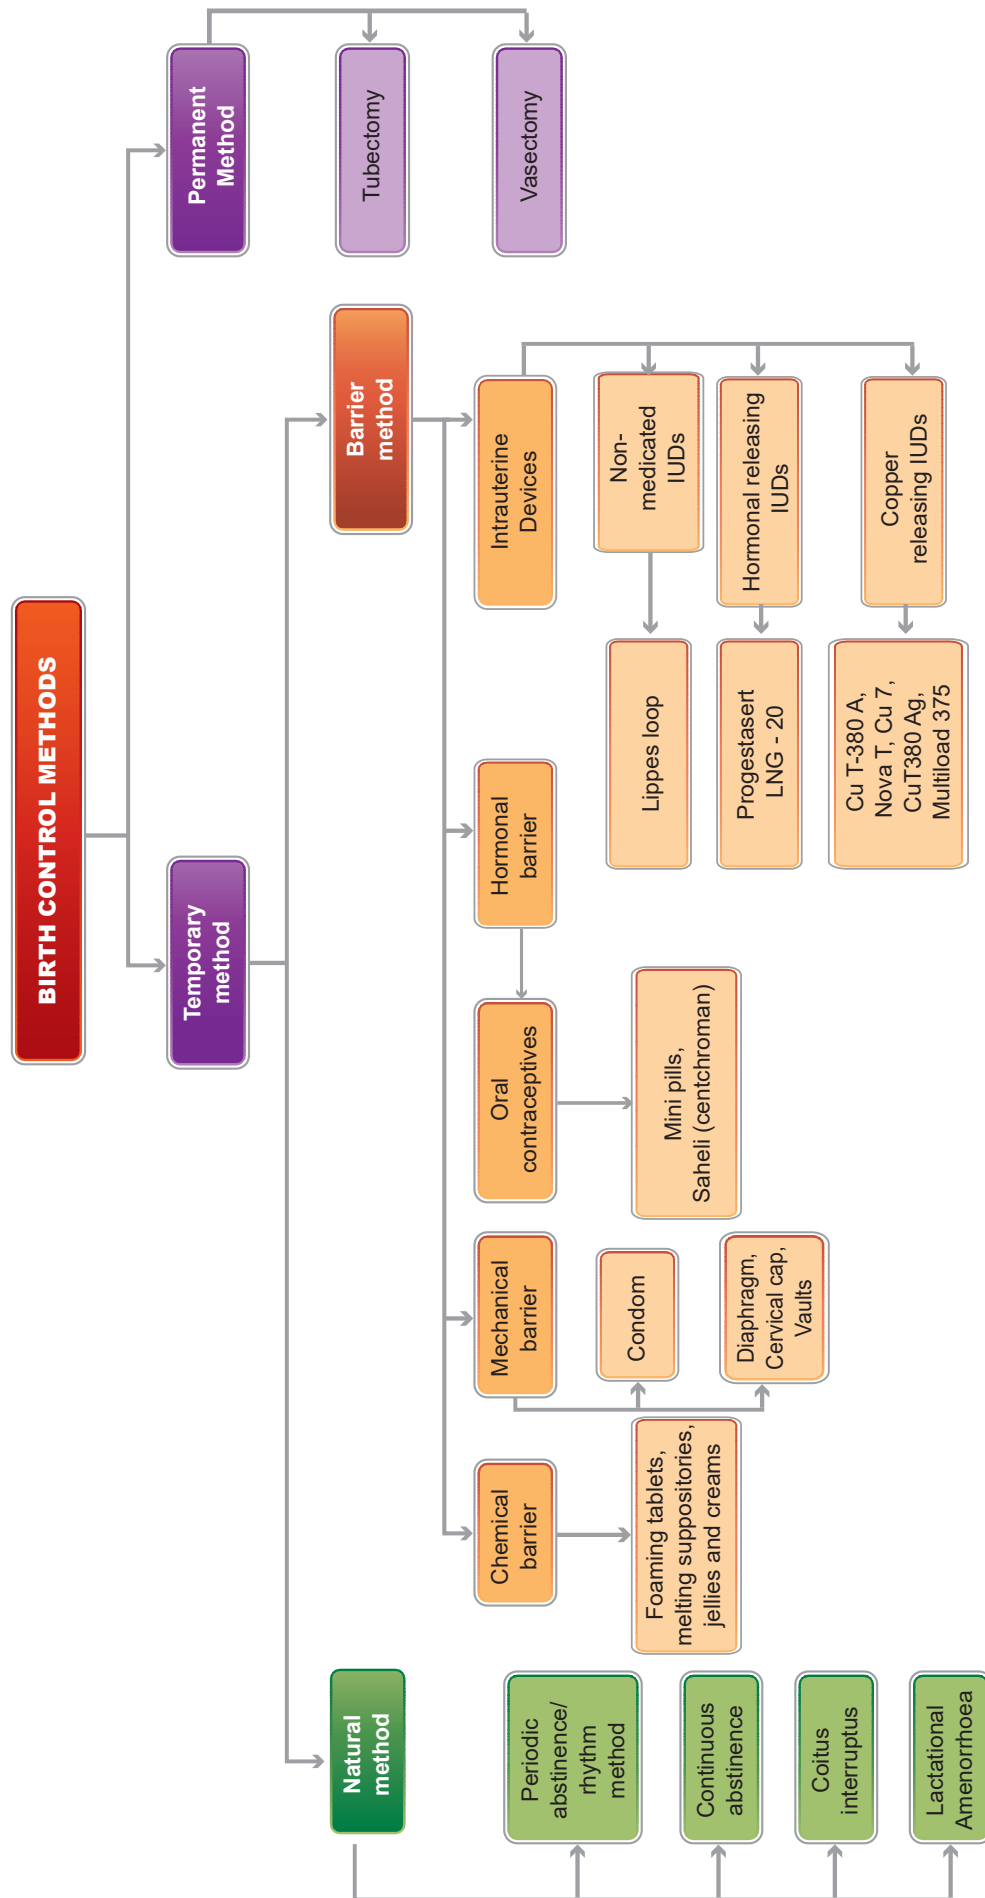 BIRTH CONTROL METHODS
Temporary
method
Permanent
Method
Natural
method
Barrier
method
Tubectomy
Vasectomy
Periodic
abstinence/
rhythm
method
Continuous
abstinence
Coitus
interruptus
Lactational
Amenorrhoea
Chemical
barrier
Foaming tablets,
melting suppositories,
jellies and creams
Mechanical
barrier
Condom
Diaphragm,
Cervical cap,
Vaults
Oral
contraceptives
Hormonal
barrier
Mini pills,
Saheli (centchroman)
Intrauterine
Devices
Non-
medicated
IUDs
Lippes loop
Hormonal releasing
IUDs
Progestasert
LNG - 20
Copper
releasing IUDs
Cu T-380 A,
Nova T, Cu 7,
CuT380 Ag,
Multiload 375